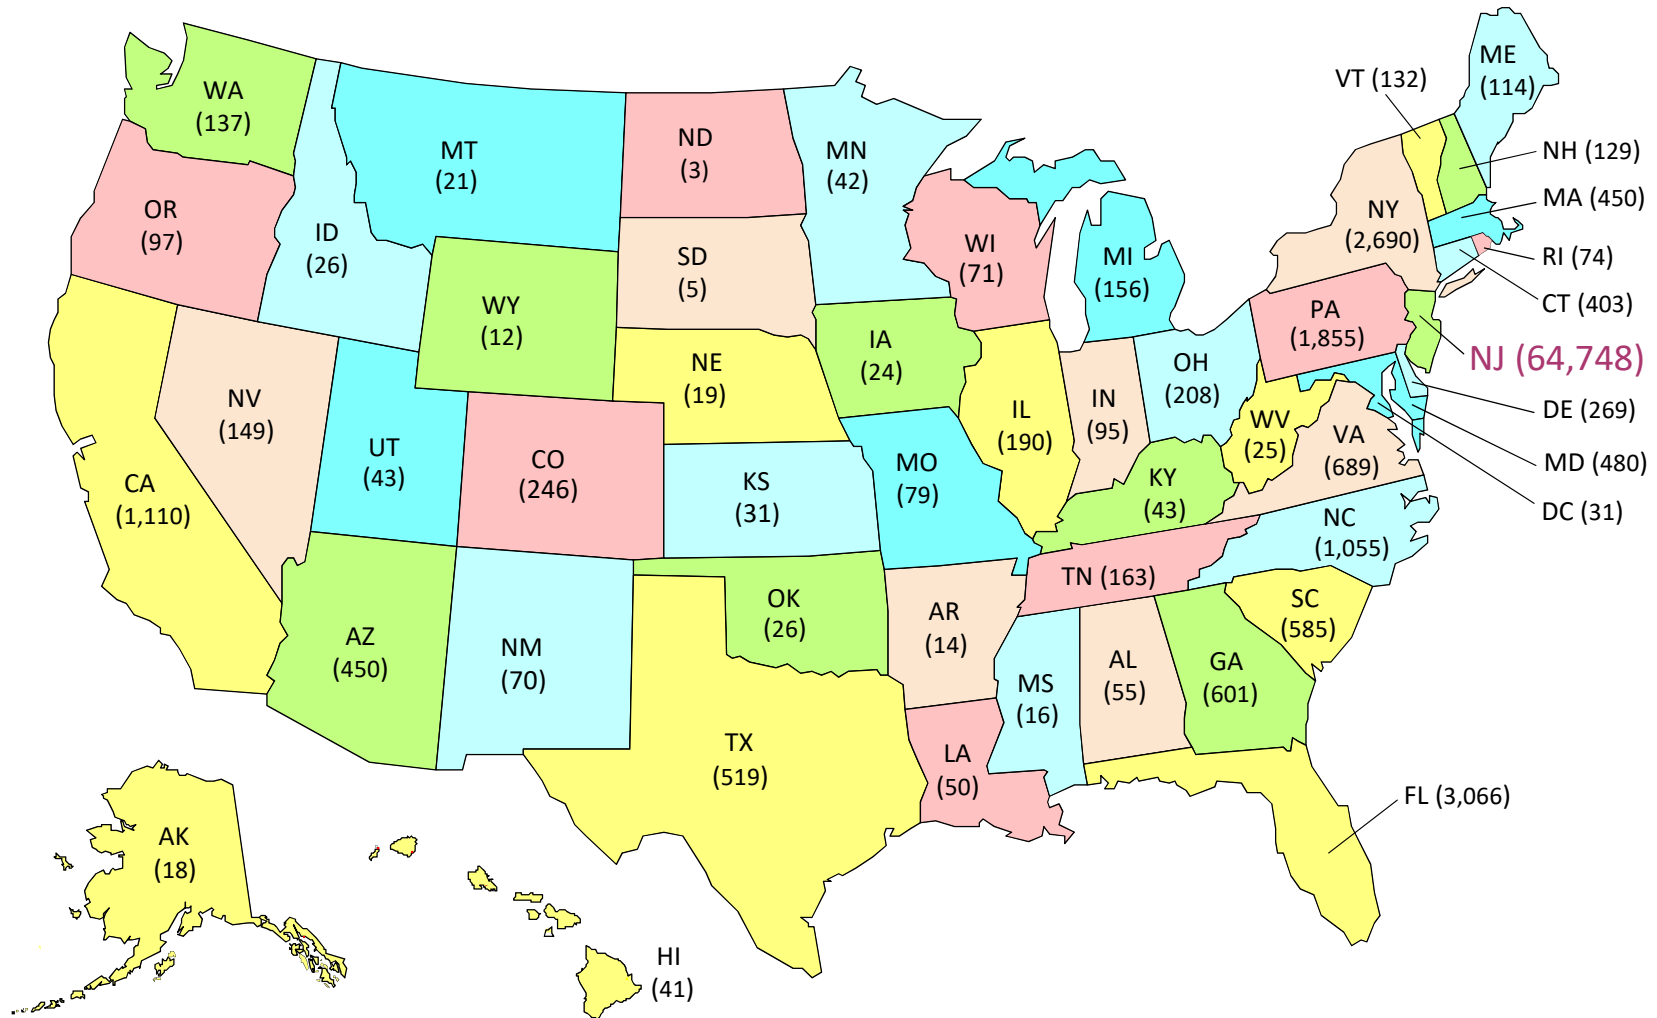 WA
(137)
OR
(97)
CA
(1,110)
NV
(149)
ID
(26)
MT
(21)
WY
(12)
UT
(43)
AZ
(450)
CO
(246)
NM
(70)
ND
(3)
SD
(5)
NE
(19)
KS
(31)
OK
(26)
TX
(519)
MN
(42)
IA
(24)
MO
(79)
AR
(14)
LA
(50)
WI
(71)
IL
(190)
MI
(156)
IN
(95)
OH
(208)
KY
(43)
TN (163)
MS
(16)
AL
(55)
GA
(601)
FL (3,066)
SC
(585)
NC
(1,055)
VA
(689)
WV
(25)
PA
(1,855)
NY
(2,690)
VT (132)
ME
(114)
NH (129)
MA (450)
RI (74)
CT (403)
NJ (64,748)
DE (269)
MD (480)
DC (31)
AK
(18)
HI
(41)